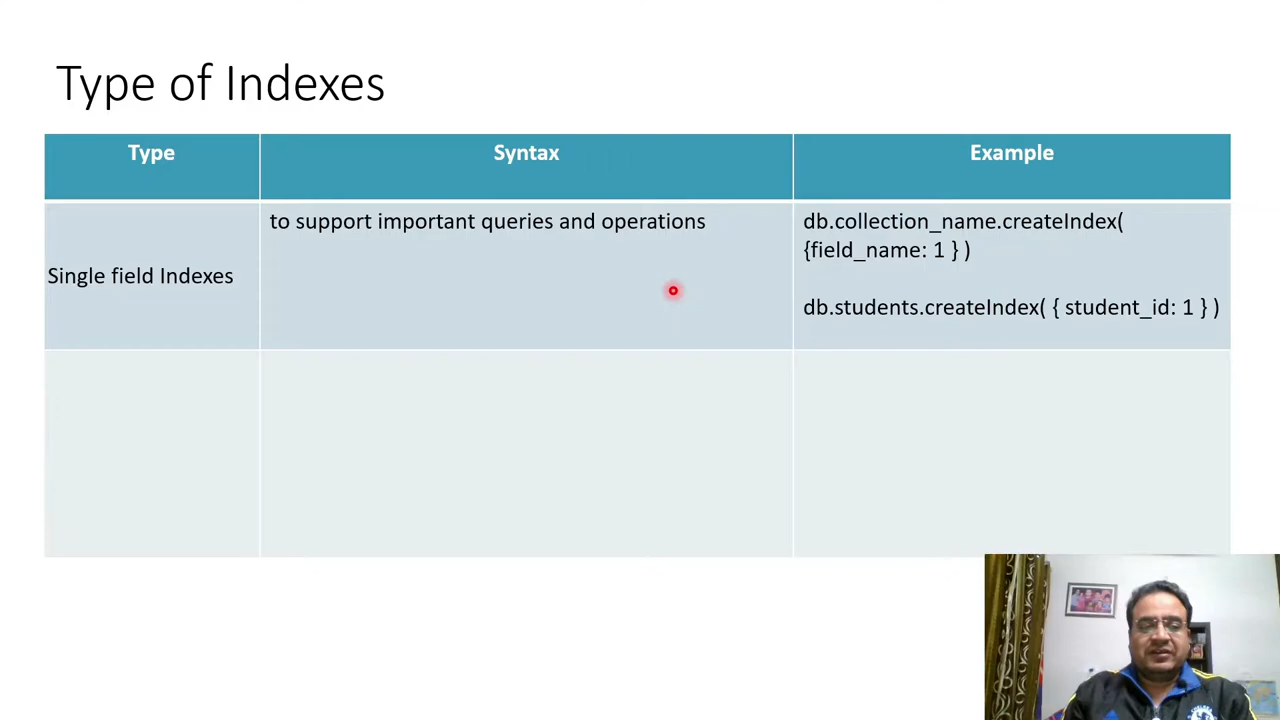 Type of Indexes
Type
Syntax
Example
Single field Indexes
to support important queries and operations
db.collection_name.createIndex(
{field_name: 1 } )
db.students.createIndex( { student_id: 1 } )